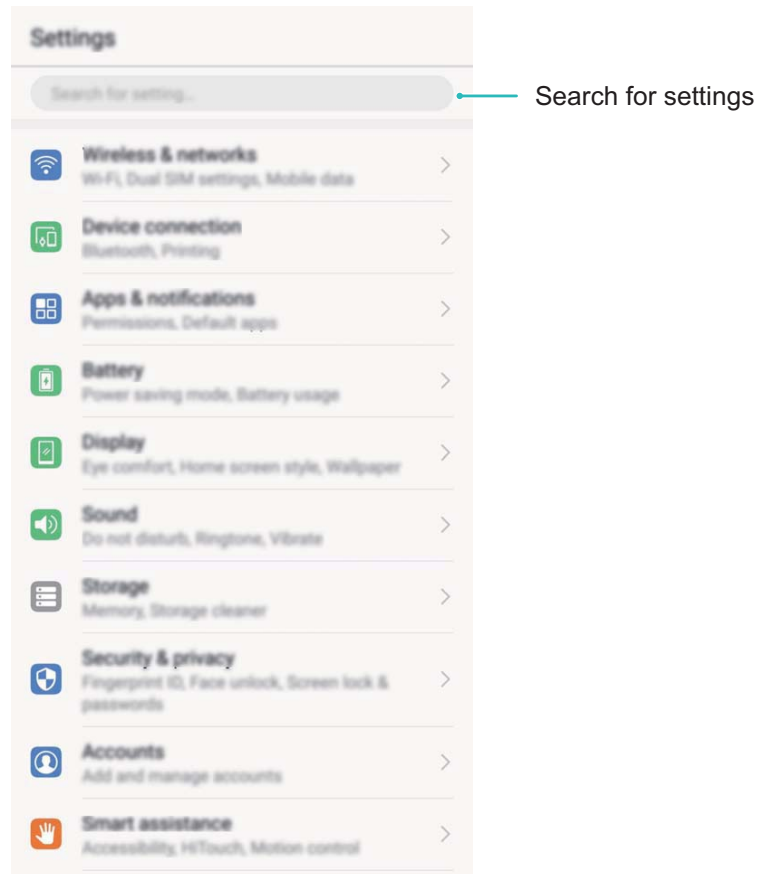 Settings
Search for setting...
Search for settings
Wireless & networks
Wi-Fi, Dual SIM settings, Mobile data
Device connection
Bluetooth, Printing
Apps & notifications
Permissions, Default apps
Battery
Power saving mode, Battery usage
Display
Eye comfort, Home screen style, Wallpaper
Sound
Do not disturb, Ringtone, Vibrate
Storage
Memory, Storage cleaner
Security & privacy
Fingerprint ID, Face unlock, Screen lock &
passwords
Accounts
Add and manage accounts
Smart assistance
Accessibility, HiTouch, Motion control